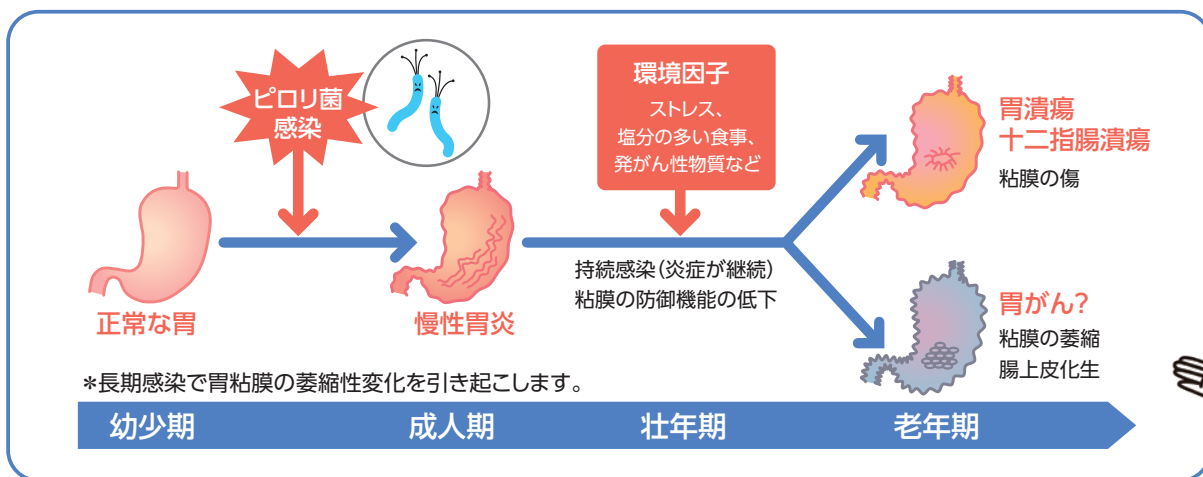 ピロリ菌
感染
環境因子
ストレス、
塩分の多い食事、
発がん性物質など
胃潰瘍
十二指腸潰瘍
粘膜の傷
正常な胃
慢性胃炎
持続感染(炎症が継続)
粘膜の防御機能の低下
胃がん?
粘膜の萎縮
腸上皮化生
*長期感染で胃粘膜の萎縮性変化を引き起こします。
幼少期
成人期
壮年期
老年期